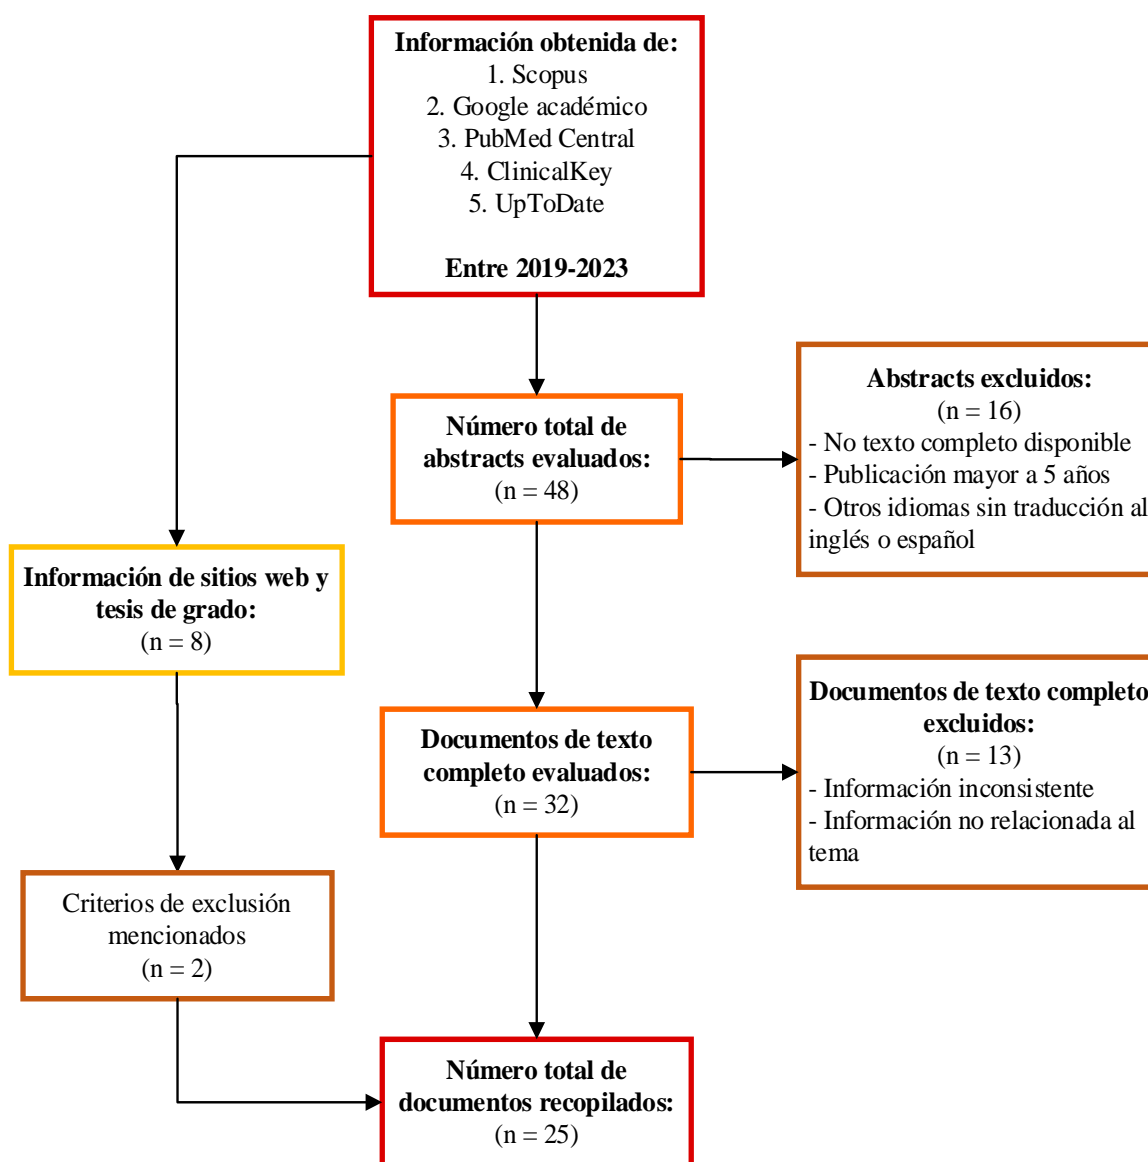 Información obtenida de:
1. Scopus
2. Google académico
3. PubMed Central
4. ClinicalKey
5. UpToDate
Entre 2019-2023
Número total de
abstracts evaluados:
(n = 48)
Abstracts excluidos:
(n = 16)
- No texto completo disponible
- Publicación mayor a 5 años
- Otros idiomas sin traducción al
inglés o español
Información de sitios web y
tesis de grado:
(n = 8)
Documentos de texto
completo evaluados:
(n = 32)
Documentos de texto completo
excluidos:
(n = 13)
- Información inconsistente
- Información no relacionada al
tema
Criterios de exclusión
mencionados
(n = 2)
Número total de
documentos recopilados:
(n = 25)